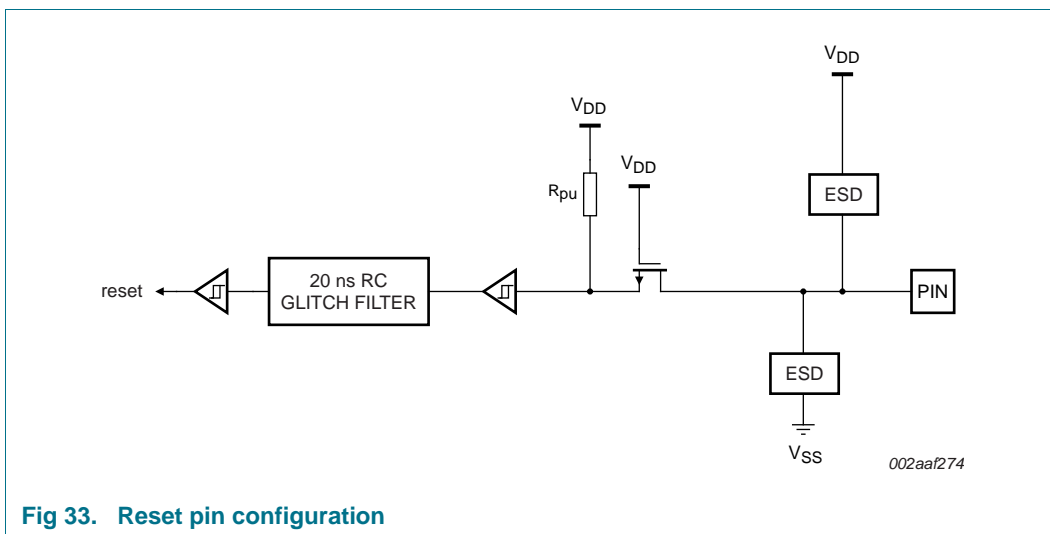 VDD
VDD
VDD
Rpu
ESD
reset
20 ns RC
GLITCH FILTER
PIN
ESD
VSS
002aaf274
Fig 33. Reset pin configuration